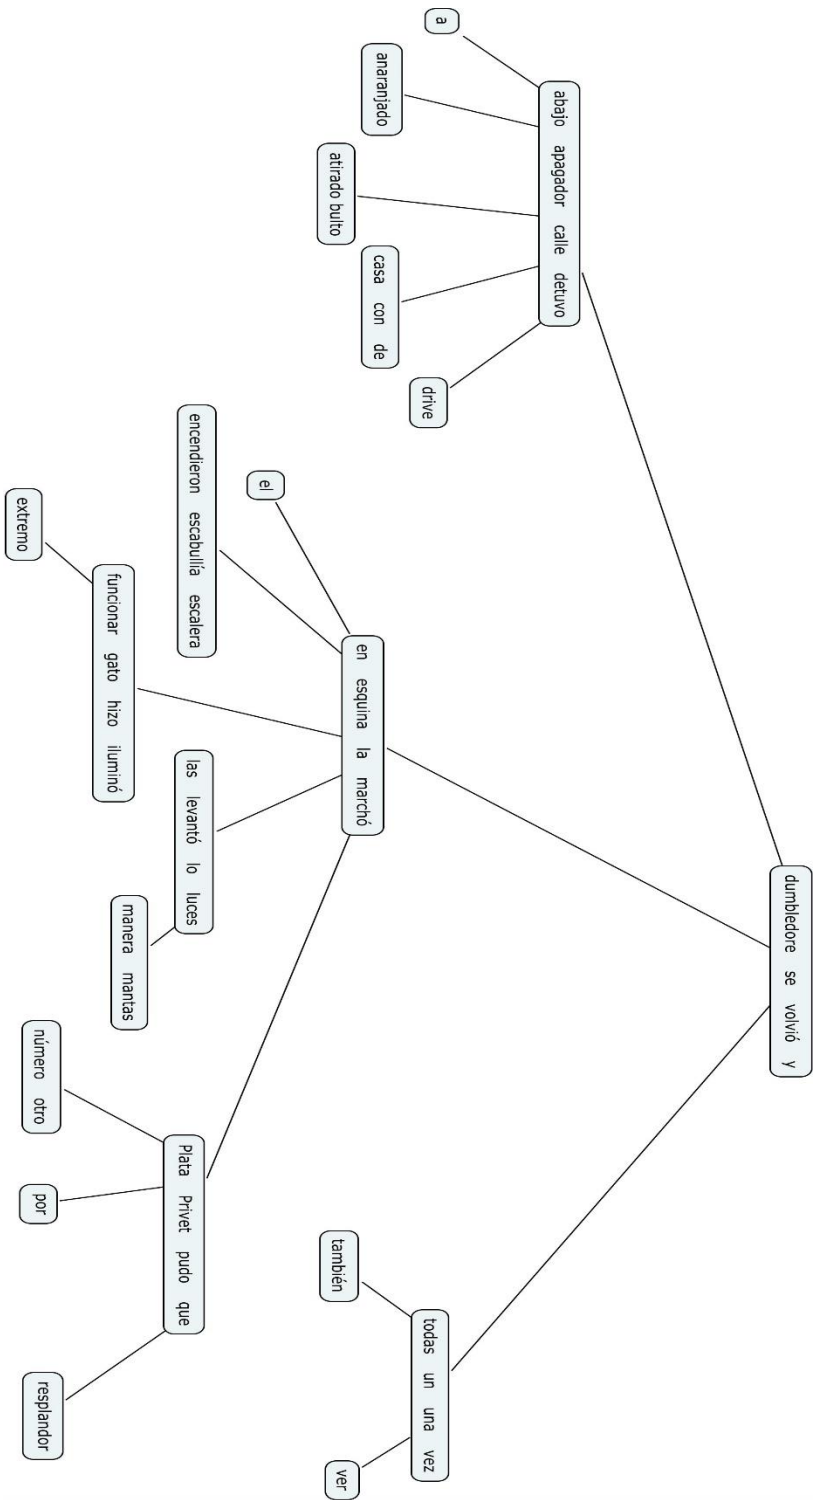 dumbledore se volvió y
abajo apagador calle detuvo
en esquina la marchó
todas un una vez
a
anaranjado
atirado bulto
casa con de
drive
el
encendieron escabullía escalera
funcionar gato hizo iluminó
extremo
las levantó lo luces
manera mantas
Plata Privet pudo que
número otro
por
resplandor
también
ver